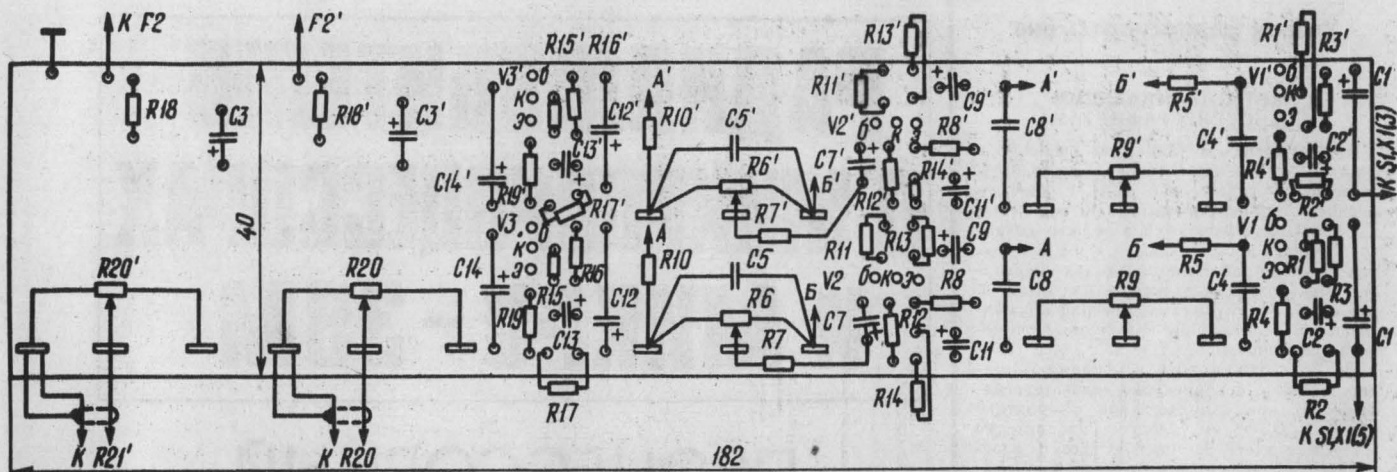 К F2
F2'
R18
C3
R18'
C3'
R15' R16'
V3'
б
К
Э
C12'
C13'
C14'
R19'
R17'
V3
б
К
Э
R16
R15
R19
C13
C12
C14
R17
A'
R10'
C5'
R6'
Б'
R7'
C7'
A
R10
C5
R6
Б
R7
C7
R13'
R11
C9'
V2'
б
К
Э
R8'
R12'
R14'
C11'
R11
R13
C9
V2
б
К
Э
R8
R12
C11
R14
A'
C8'
R9'
A
C8
R9
Б'
R5'
C4'
V1'
б
К
Э
R1'
R3'
C1'
R4'
C2'
R2'
К S1,X1(3)
Б
R5
C4
V1
б
К
Э
R1
R3
R4
C2
C1
R2
К S1,X1(5)
40
R20'
R20
К R21'
К R20
182